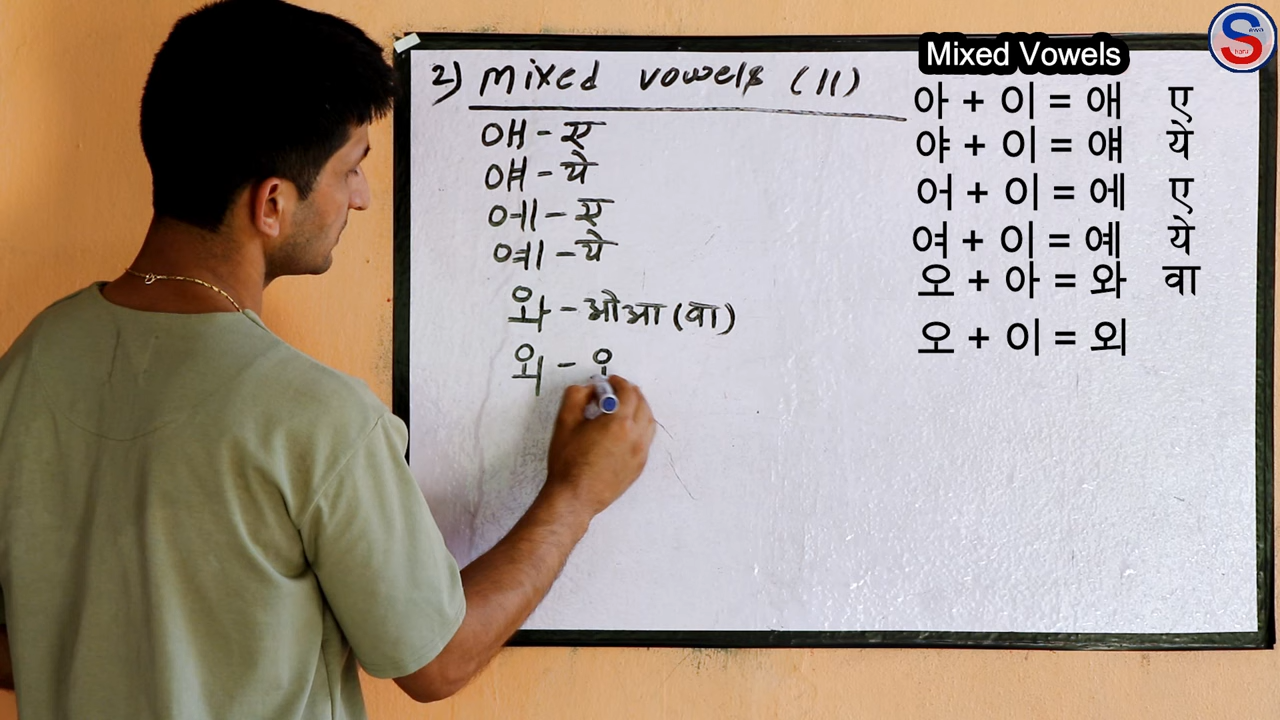 2) mixed vowels (11)
애 - ए
얘 - ये
에 - ए
예 - ये
와 - ओआ (वा)
외 - 오
Mixed Vowels
아 + 이 = 애 ए
야 + 이 = 얘 ये
어 + 이 = 에 ए
여 + 이 = 예 ये
오 + 아 = 와 वा
오 + 이 = 외